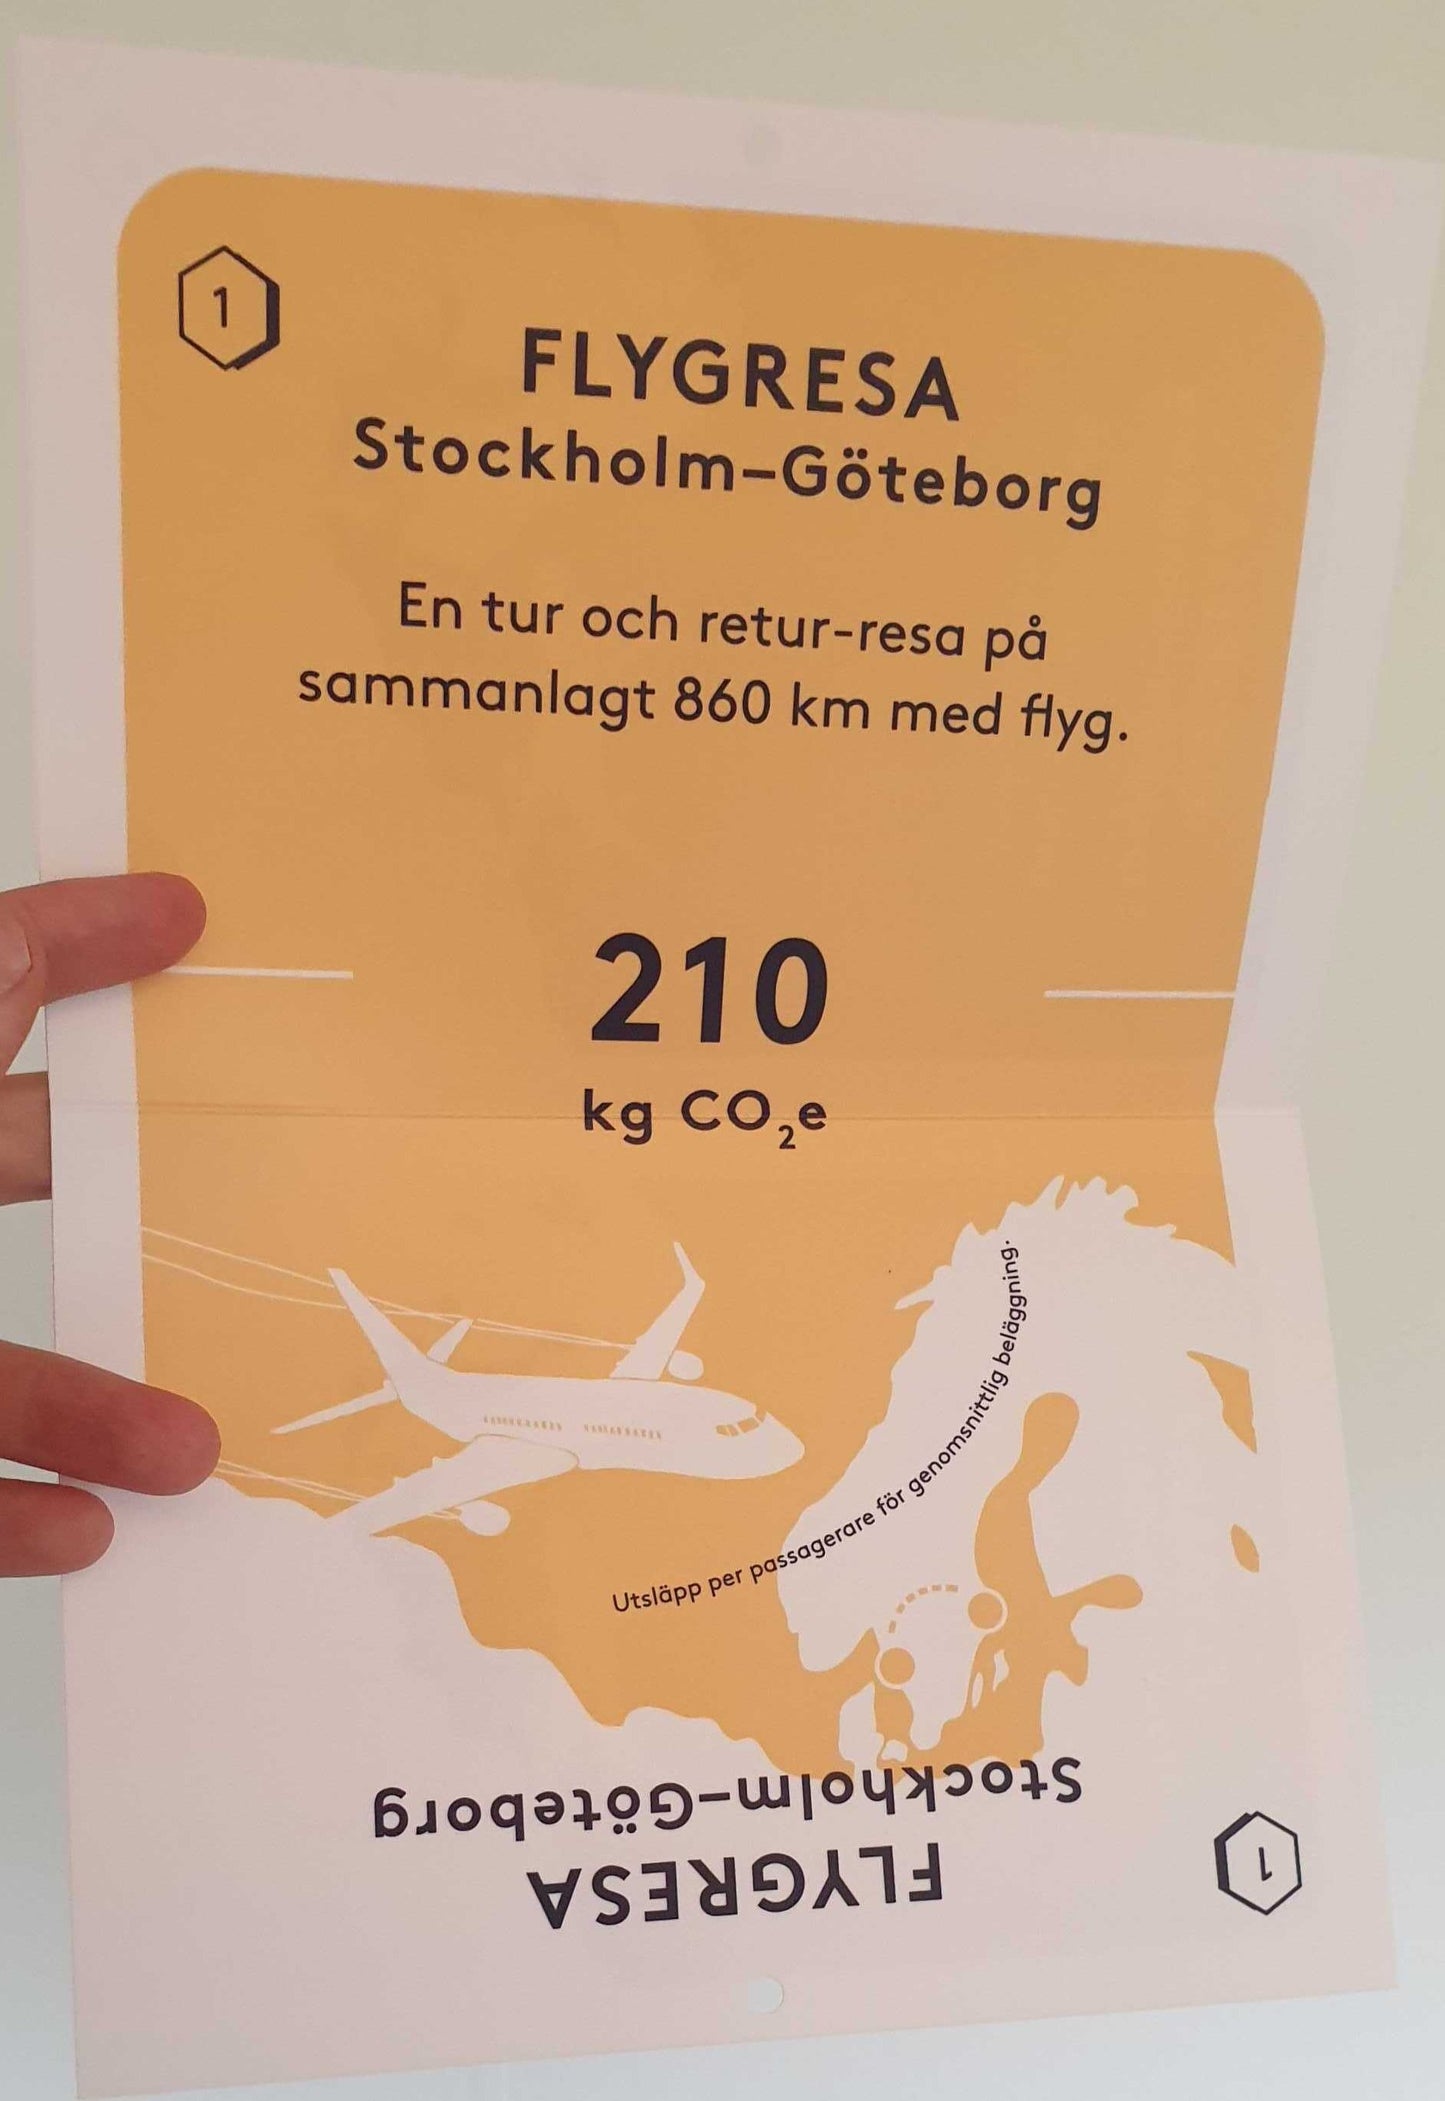 1
FLYGRESA
Stockholm–Göteborg
En tur och retur-resa på
sammanlagt 860 km med flyg.
210
kg CO₂e
Utsläpp per passagerare för genomsnittlig beläggning.
1
FLYGRESA
Stockholm–Göteborg